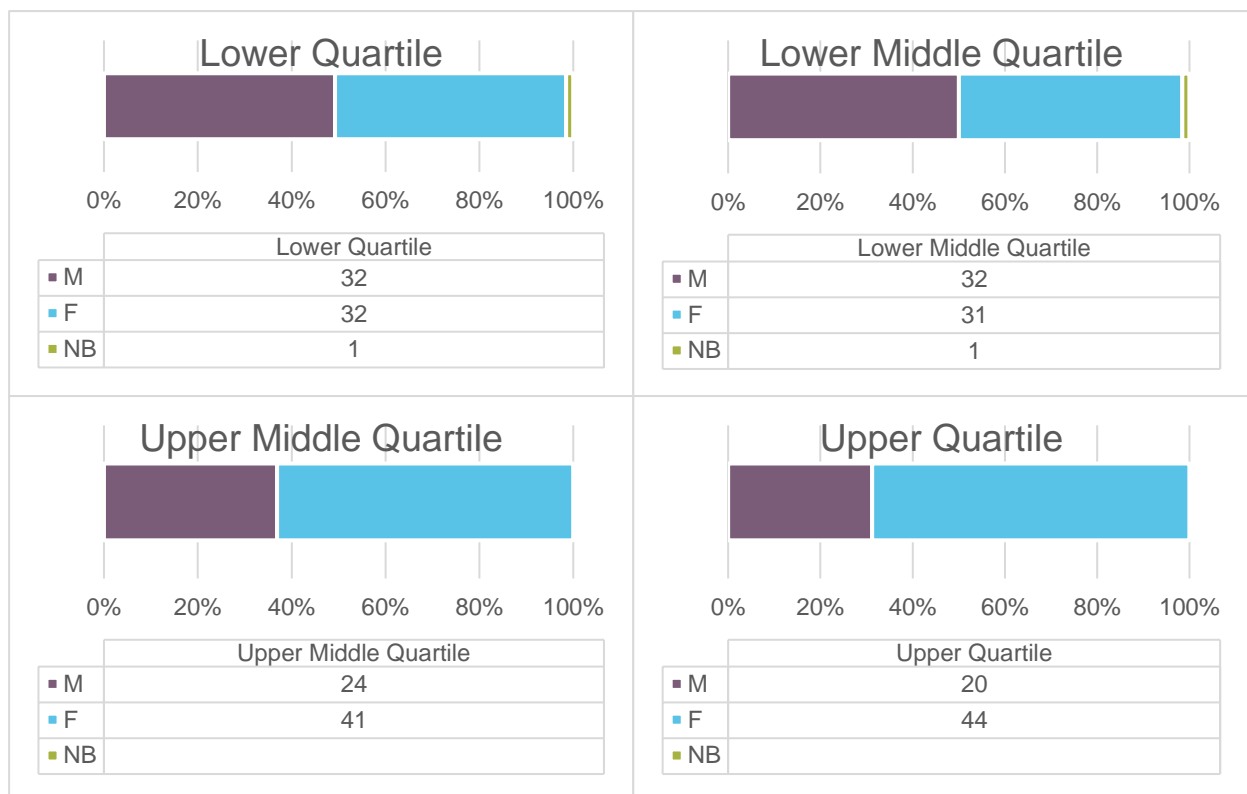 Lower Quartile
0% 20% 40% 60% 80% 100%
Lower Quartile
M 32
F 32
NB 1
Lower Middle Quartile
0% 20% 40% 60% 80% 100%
Lower Middle Quartile
M 32
F 31
NB 1
Upper Middle Quartile
0% 20% 40% 60% 80% 100%
Upper Middle Quartile
M 24
F 41
NB
Upper Quartile
0% 20% 40% 60% 80% 100%
Upper Quartile
M 20
F 44
NB